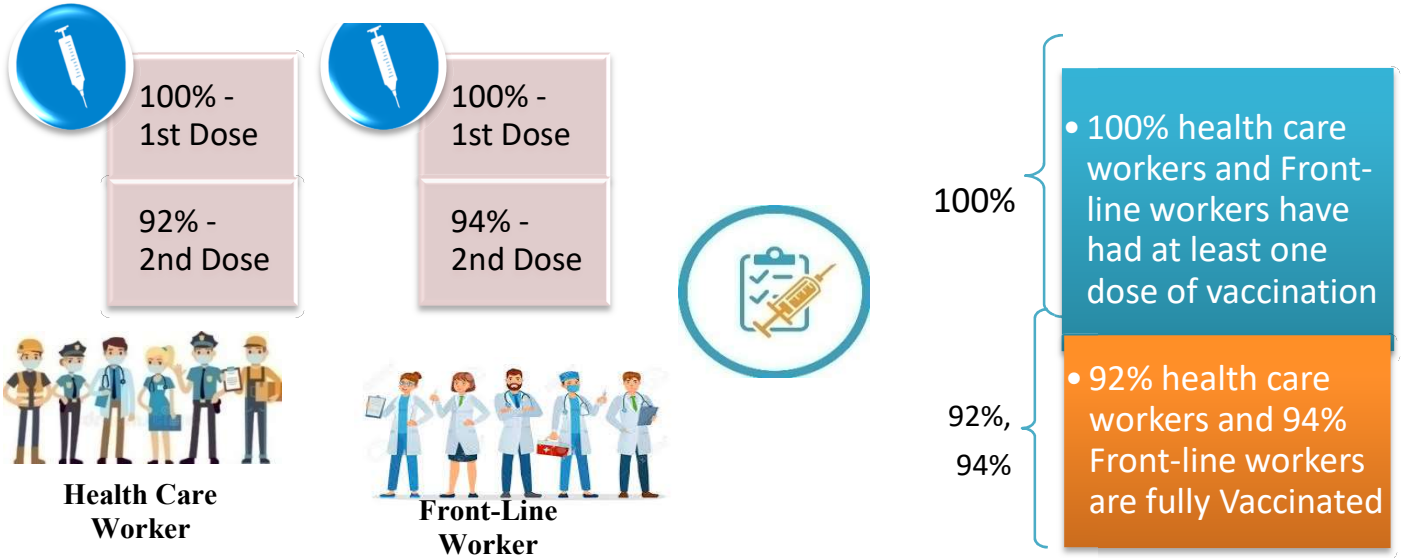 100% -
1st Dose
92% -
2nd Dose
Health Care
Worker
100% -
1st Dose
94% -
2nd Dose
Front-Line
Worker
100%
92%,
94%
• 100% health care
workers and Front-
line workers have
had at least one
dose of vaccination
• 92% health care
workers and 94%
Front-line workers
are fully Vaccinated